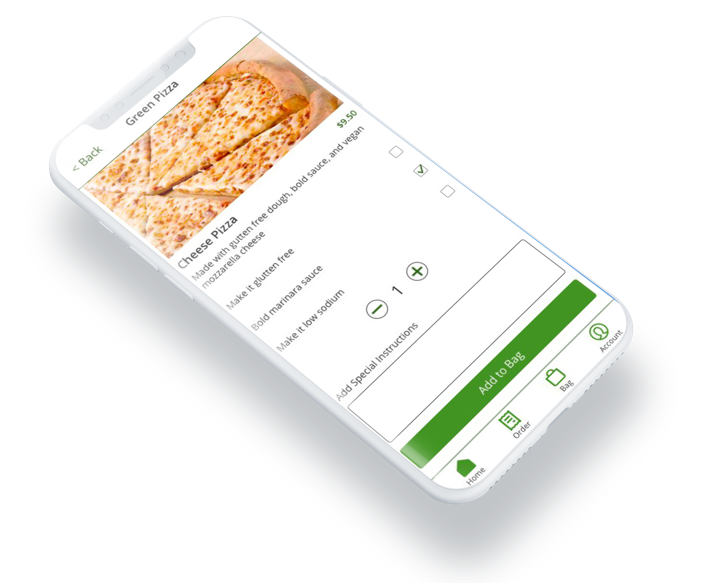 Green Pizza
< Back
Cheese Pizza
$9.50
Made with gutten free dough, bold sauce, and vegan
mozzarella cheese
Make it glutten free
Bold marinara sauce
Make it low sodium
1
Add Special Instructions
Add to Bag
Home
Order
Bag
Account